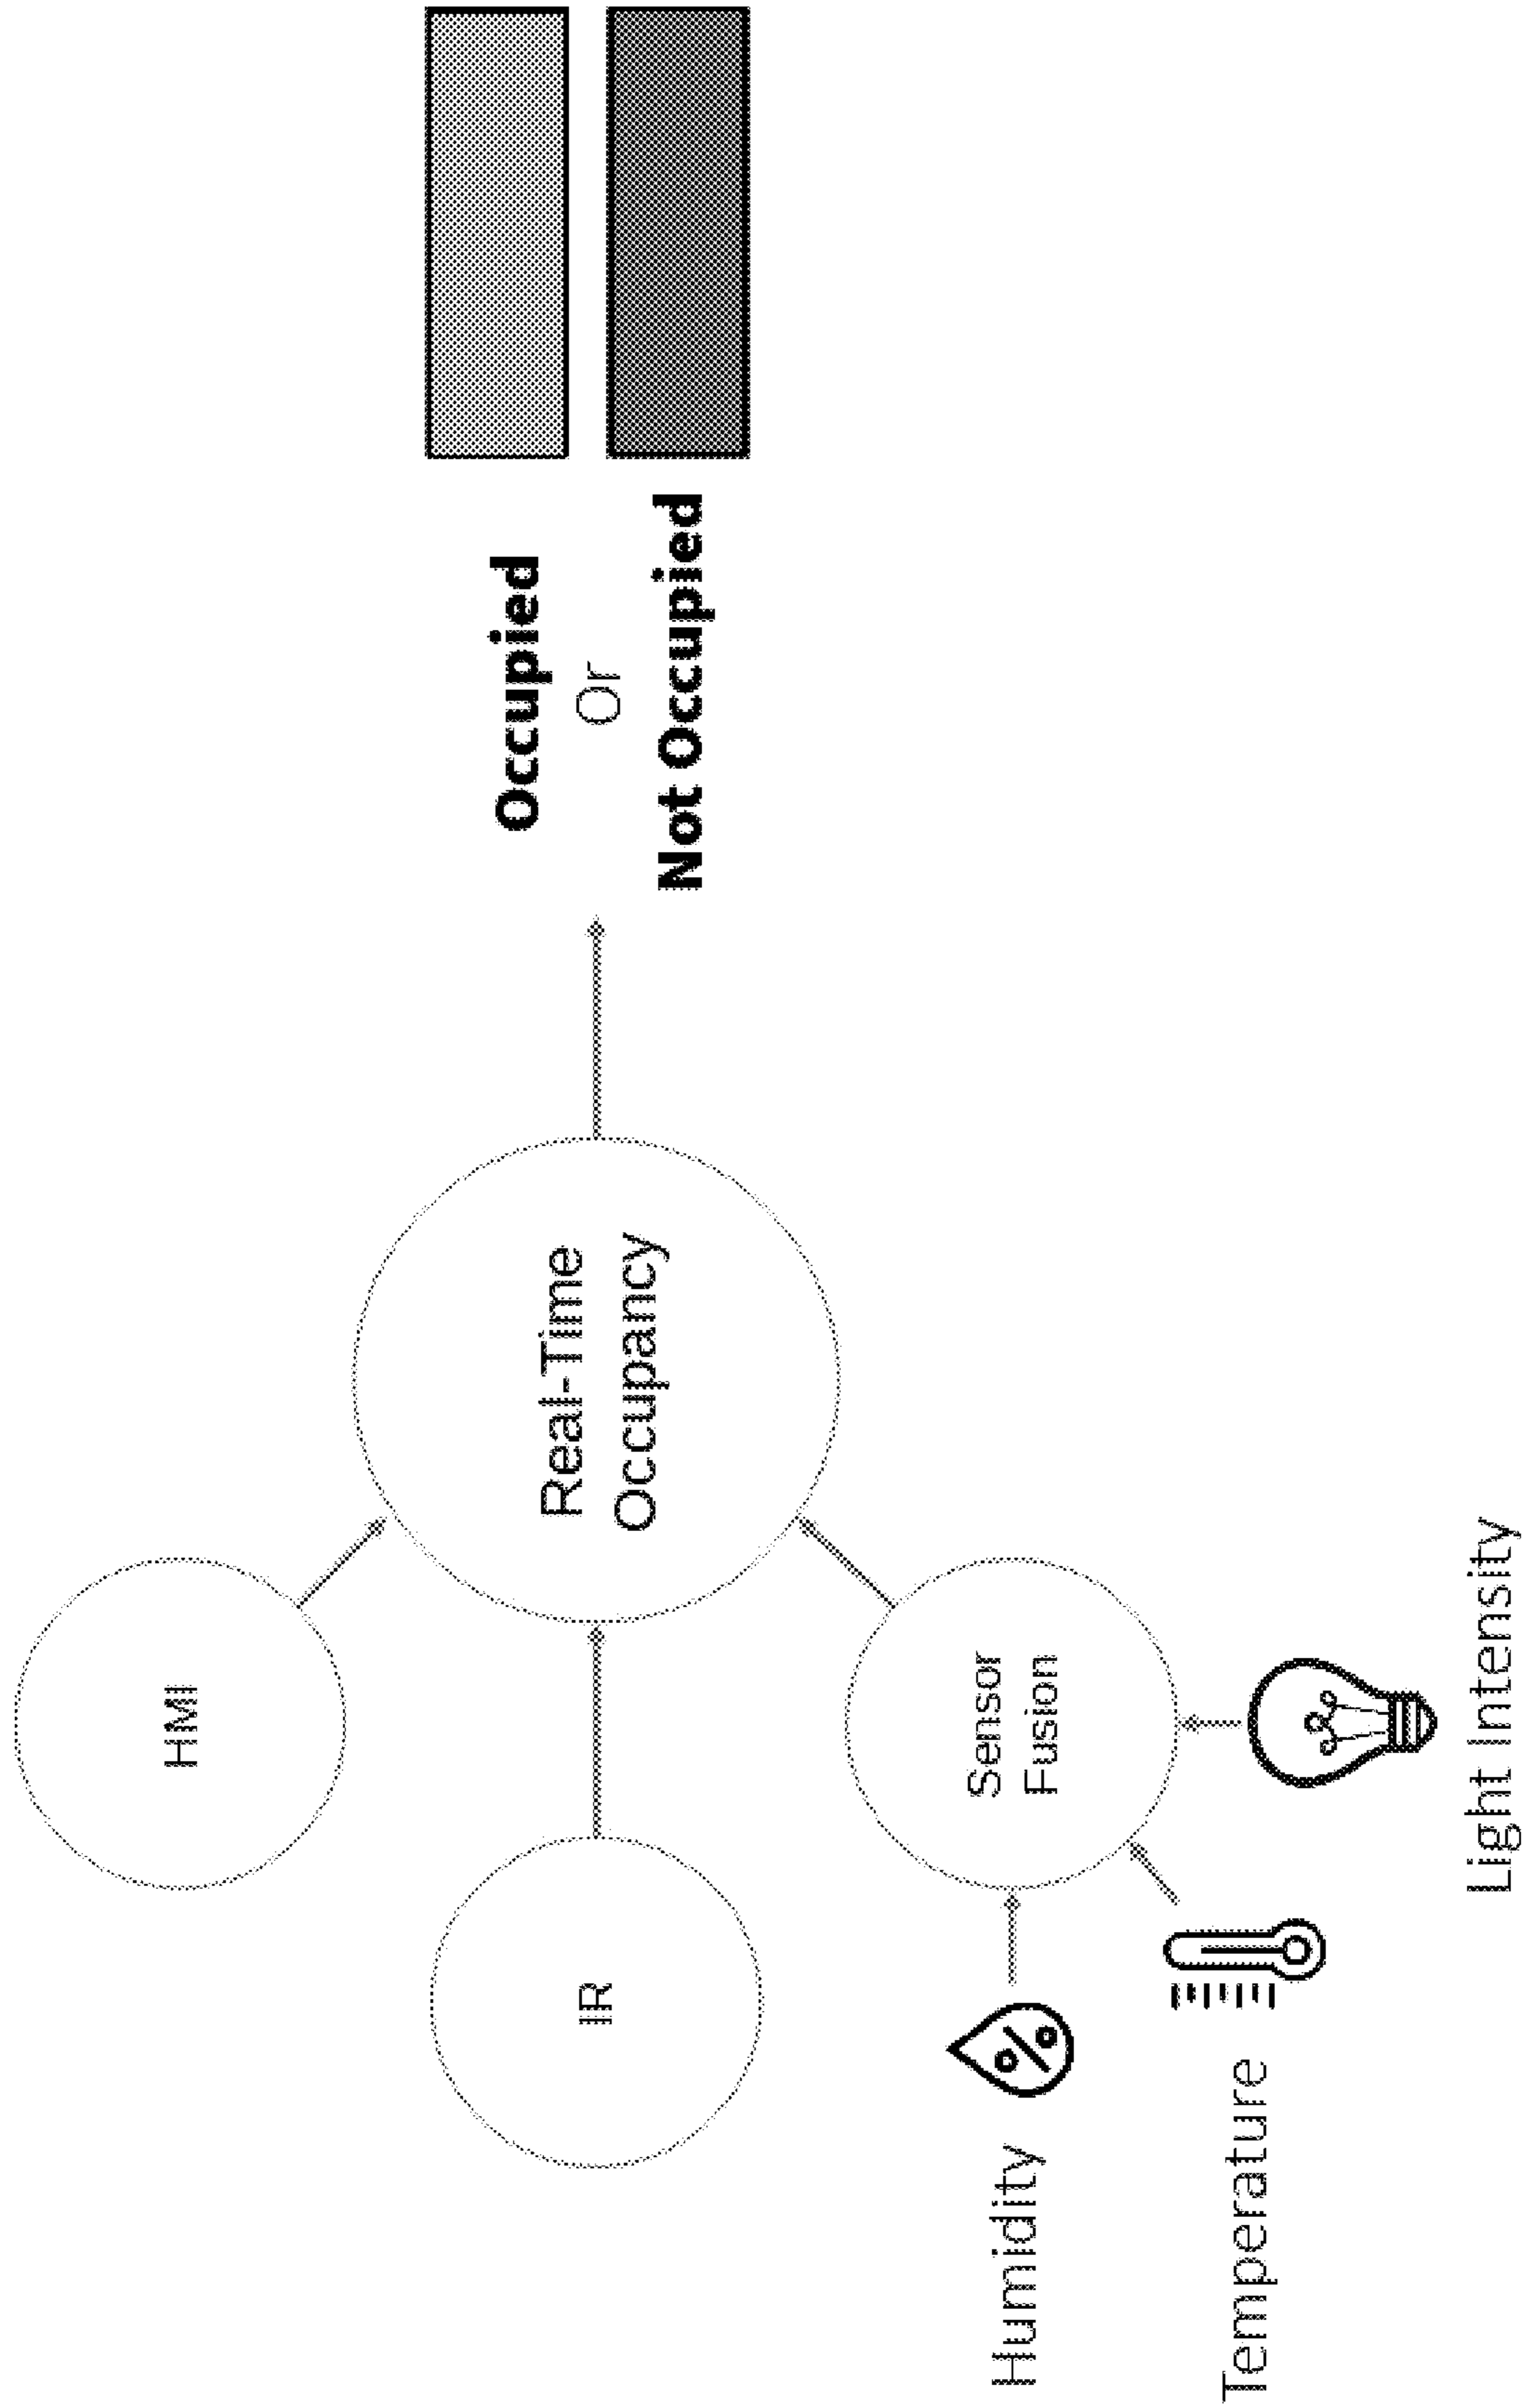 HMI
IR
Real-Time
Occupancy
Occupied
Or
Not Occupied
Sensor
Fusion
Humidity
%
Temperature
Light Intensity